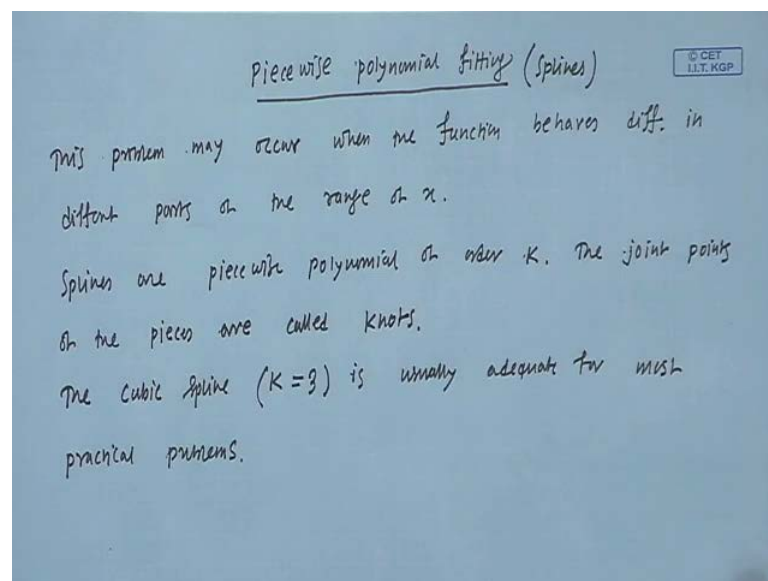 Piecewise polynomial fitting (Splines)
© CET
I.I.T. KGP
This problem may occur when the function behaves diff. in
diffent parts of the range of x.
Splines are piecewise polynomial of order K. The joint points
of the pieces are called knots.
The cubic spline (K = 3) is usually adequate for most
practical problems.